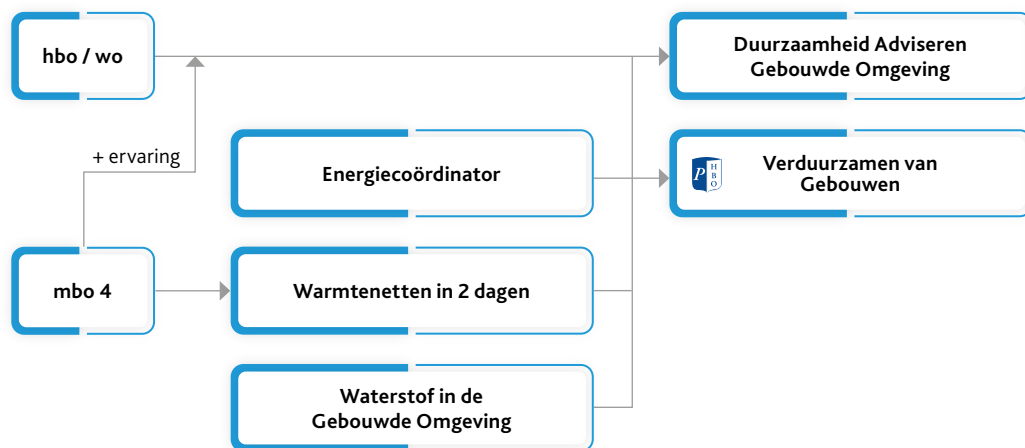 hbo / wo
Duurzaamheid Adviseren
Gebouwde Omgeving
+ ervaring
Energiecoördinator
P HBO
Verduurzamen van
Gebouwen
mbo 4
Warmtenetten in 2 dagen
Waterstof in de
Gebouwde Omgeving